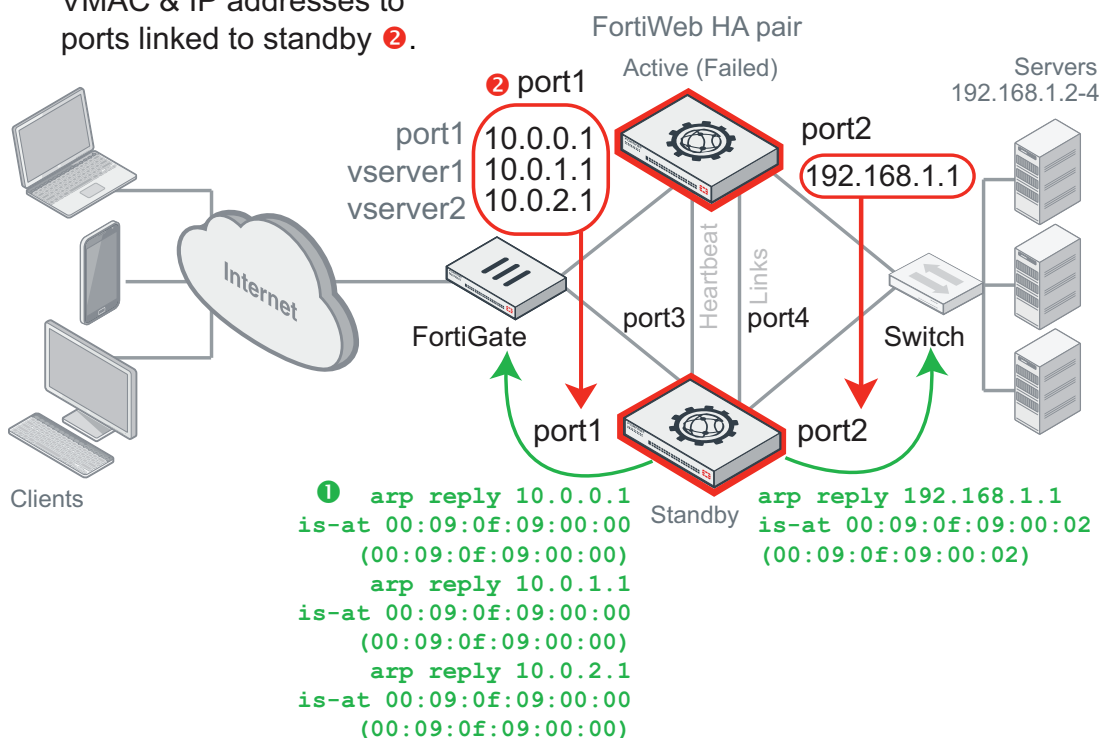 VMAC & IP addresses to
ports linked to standby ❷.
FortiWeb HA pair
Active (Failed)
Servers
192.168.1.2-4
❷ port1
port1 10.0.0.1
vserver1 10.0.1.1
vserver2 10.0.2.1
port2
192.168.1.1
Internet
Heartbeat
Links
FortiGate
port3
port4
Switch
port1
port2
Clients
Standby
❶ arp reply 10.0.0.1
is-at 00:09:0f:09:00:00
(00:09:0f:09:00:00)
arp reply 10.0.1.1
is-at 00:09:0f:09:00:00
(00:09:0f:09:00:00)
arp reply 10.0.2.1
is-at 00:09:0f:09:00:00
(00:09:0f:09:00:00)
arp reply 192.168.1.1
is-at 00:09:0f:09:00:02
(00:09:0f:09:00:02)